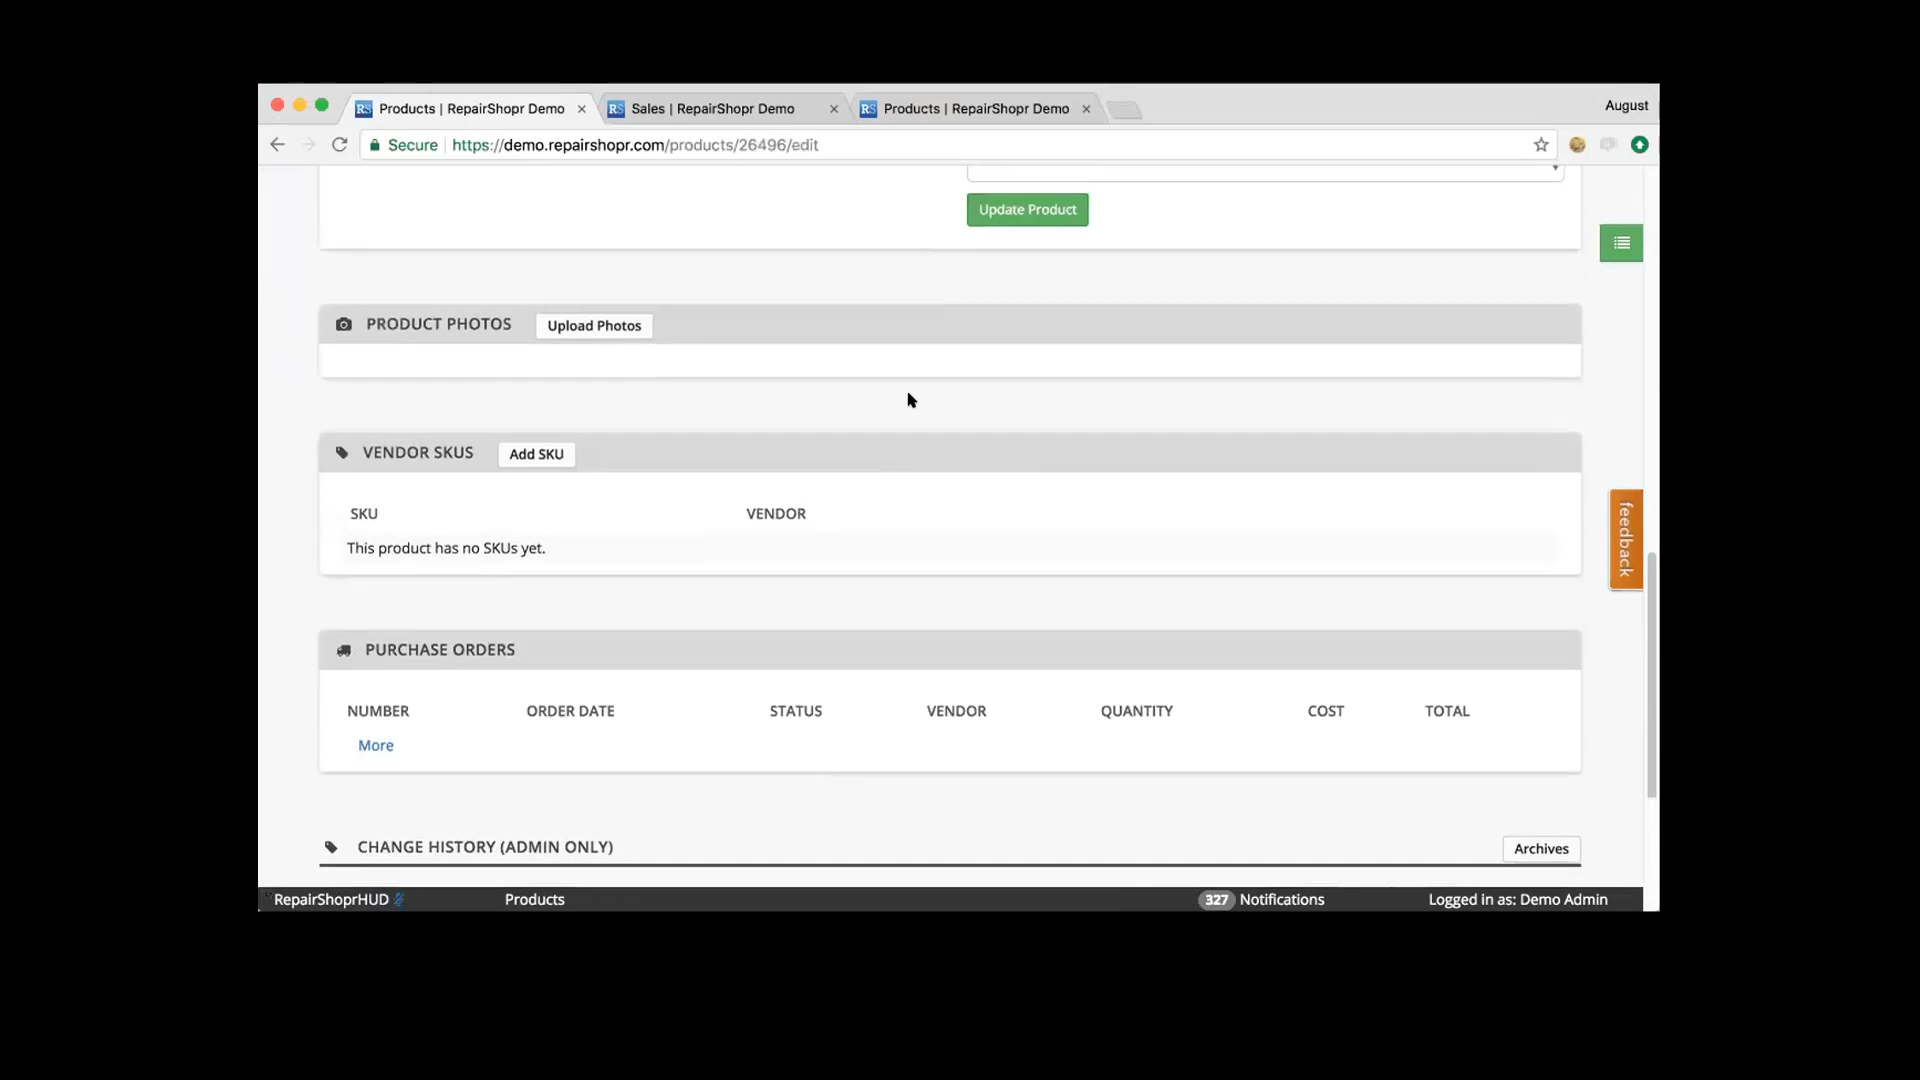 RS Products | RepairShopr Demo × RS Sales | RepairShopr Demo × RS Products | RepairShopr Demo × August
Secure https://demo.repairshopr.com/products/26496/edit
Update Product
PRODUCT PHOTOS Upload Photos
VENDOR SKUS Add SKU
SKU VENDOR
This product has no SKUs yet.
feedback
PURCHASE ORDERS
NUMBER ORDER DATE STATUS VENDOR QUANTITY COST TOTAL
More
CHANGE HISTORY (ADMIN ONLY) Archives
RepairShoprHUD Products 327 Notifications Logged in as: Demo Admin